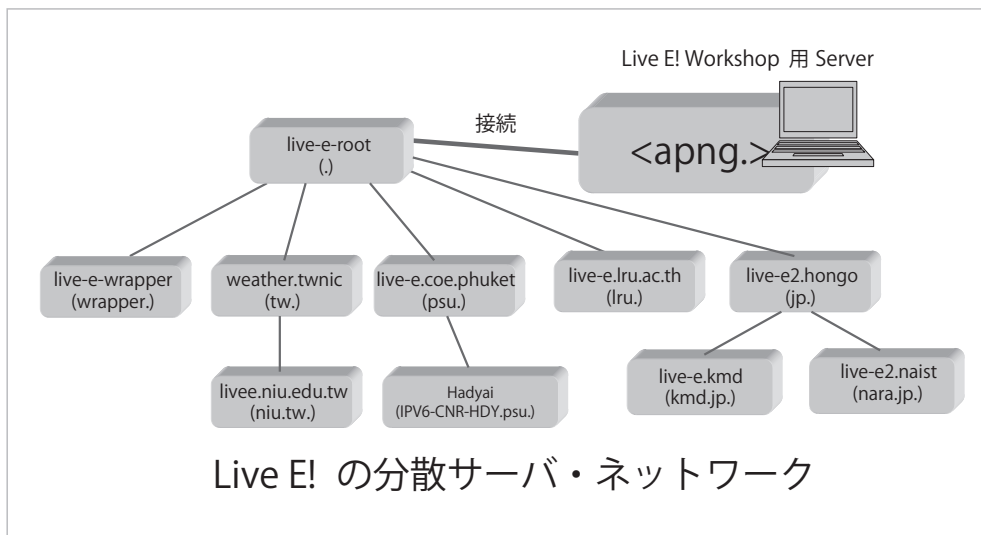 Live E! Workshop 用 Server
接続
live-e-root
(.)
<apng.>
live-e-wrapper
(wrapper.)
weather.twnic
(tw.)
live-e.coe.phuket
(psu.)
live-e.lru.ac.th
(lru.)
live-e2.hongo
(jp.)
livee.niu.edu.tw
(niu.tw.)
Hadyai
(IPV6-CNR-HDY.psu.)
live-e.kmd
(kmd.jp.)
live-e2.naist
(nara.jp.)
Live E! の分散サーバ・ネットワーク